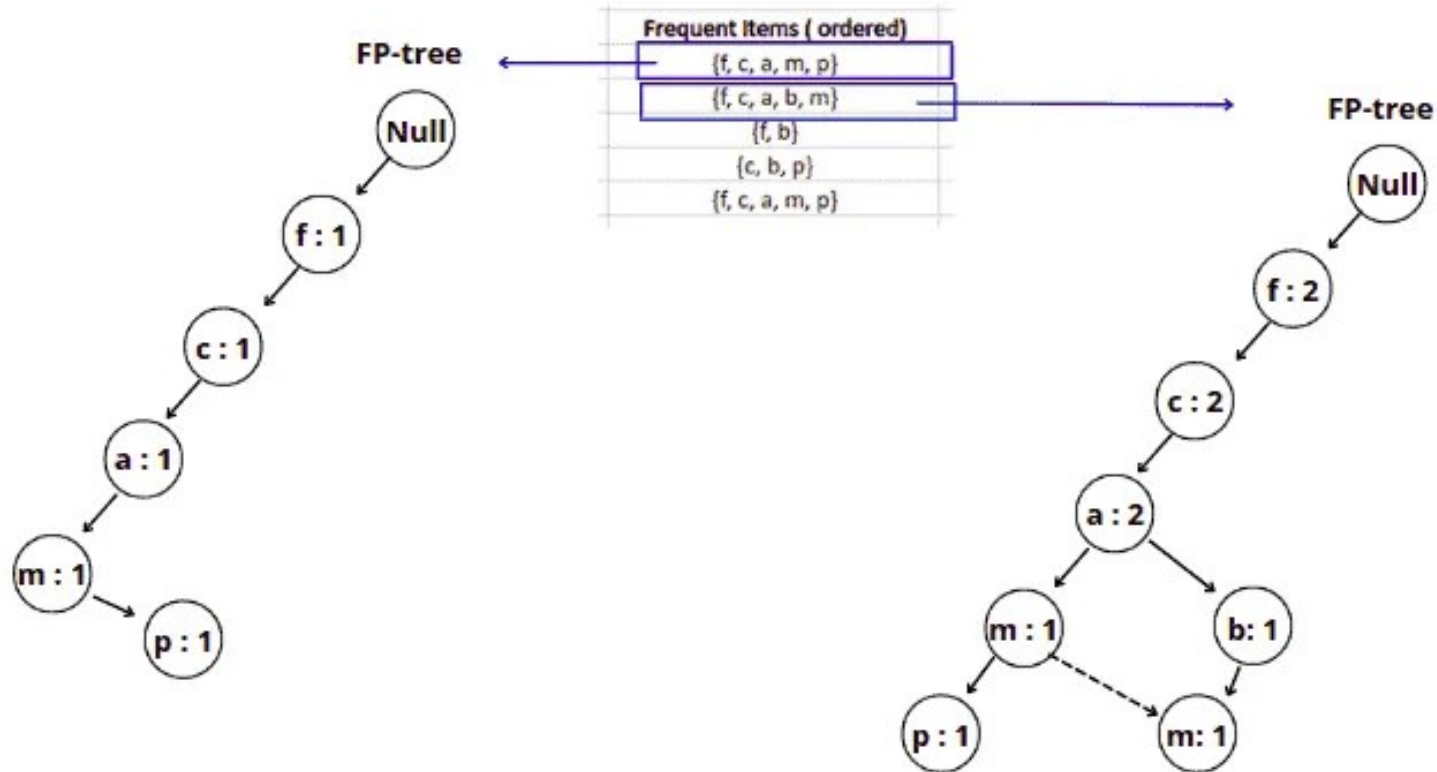 Frequent Items ( ordered)
{f, c, a, m, p}
{f, c, a, b, m}
{f, b}
{c, b, p}
{f, c, a, m, p}
FP-tree
Null
f : 1
c : 1
a : 1
m : 1
p : 1
FP-tree
Null
f : 2
c : 2
a : 2
m : 1
b: 1
p : 1
m: 1